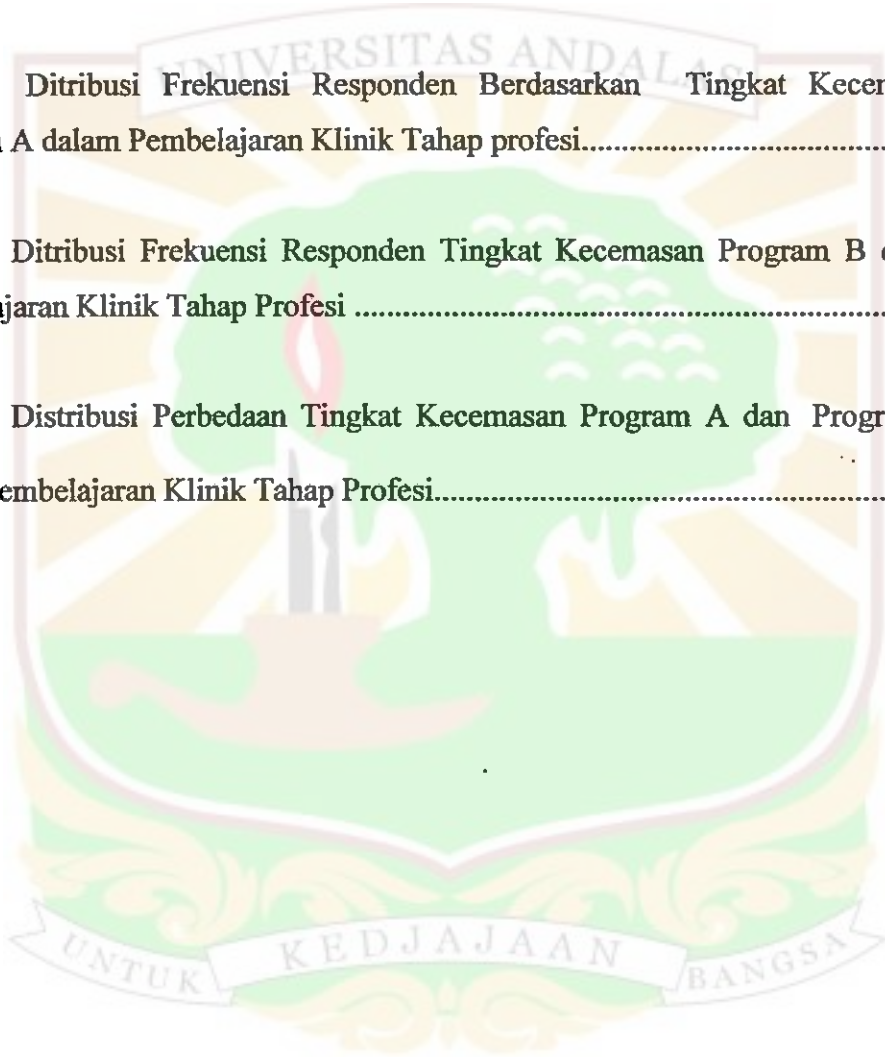 UNIVERSITAS ANDALAS
Ditribusi Frekuensi Responden Berdasarkan Tingkat Kecem
A dalam Pembelajaran Klinik Tahap profesi..................................
Ditribusi Frekuensi Responden Tingkat Kecemasan Program B
ajaran Klinik Tahap Profesi ........................................................................
Distribusi Perbedaan Tingkat Kecemasan Program A dan Progr
embelajaran Klinik Tahap Profesi............................................................
UNTUK KEDJAJAAN BANGSA